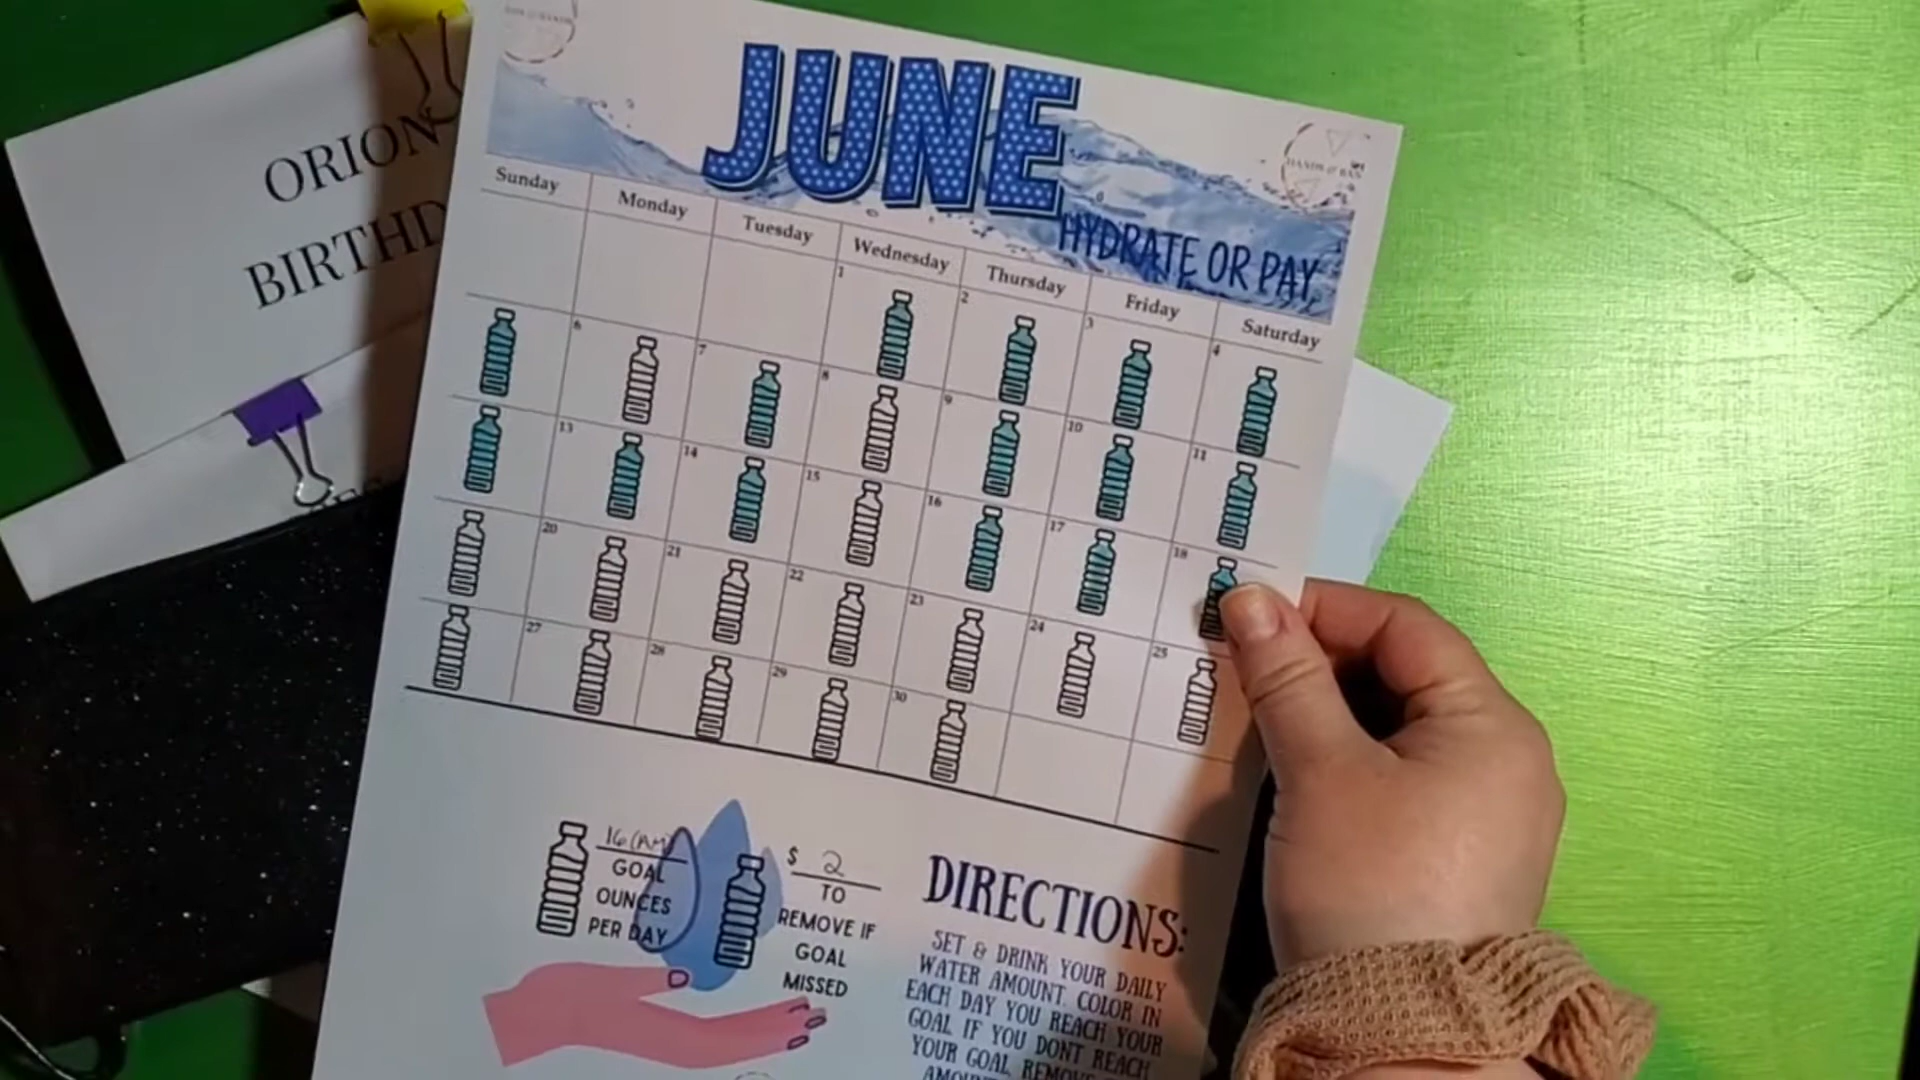 ORION
BIRTHD
JUNE
HYDRATE OR PAY
Sunday Monday Tuesday Wednesday Thursday Friday Saturday
1 2 3 4
6 7 8 9 10 11
13 14 15 16 17 18
20 21 22 23 24 25
27 28 29 30
16 (AM)
GOAL
OUNCES
PER DAY
$ 2
TO
REMOVE IF
GOAL
MISSED
DIRECTIONS:
SET & DRINK YOUR DAILY
WATER AMOUNT. COLOR IN
EACH DAY YOU REACH YOUR
GOAL. IF YOU DONT REACH
YOUR GOAL, REMOVE